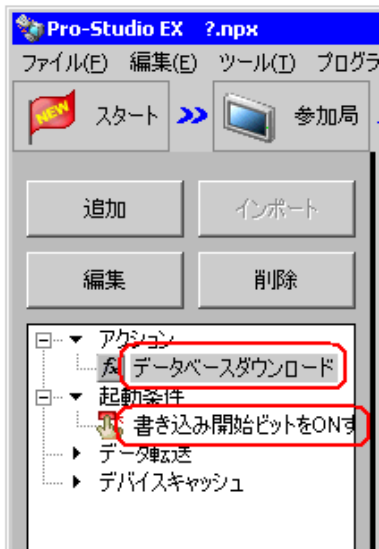 Pro-Studio EX ?.npx
ファイル(F) 編集(E) ツール(T) プログラ
NEW スタート 参加局
追加 インポート
編集 削除
アクション
fx データベースダウンロード
起動条件
書き込み開始ビットをONす
データ転送
デバイスキャッシュ